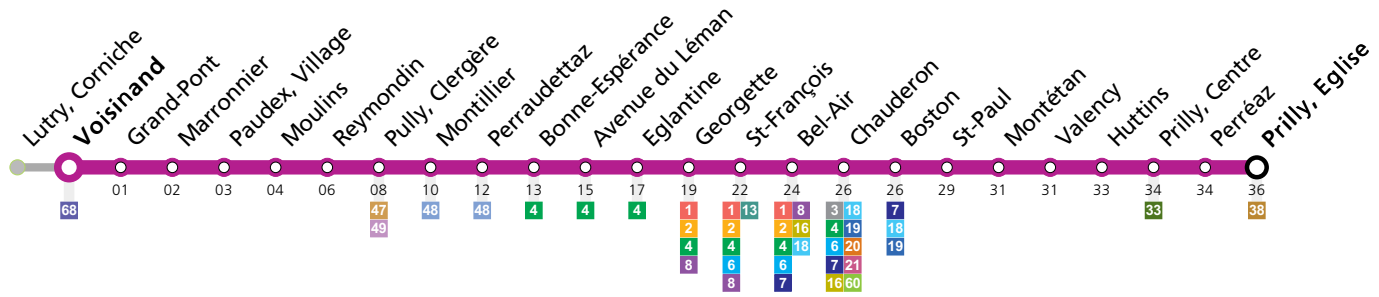 Lutry, Corniche
Voisinand
Grand-Pont
Marronnier
Paudex, Village
Moulins
Reymondin
Pully, Clergère
Montillier
Perraudettaz
Bonne-Espérance
Avenue du Léman
Eglantine
Georgette
St-François
Bel-Air
Chauderon
Boston
St-Paul
Montétan
Valency
Huttins
Prilly, Centre
Perréaz
Prilly, Eglise
01 02 03 04 06 08 10 12 13 15 17 19 22 24 26 26 29 31 31 33 34 34 36
68 47 48 48 4 4 4 1 1 13 1 8 3 18 7 33 38
49 2 2 2 16 4 19 18
4 4 4 18 6 20 19
8 6 6 7 21
8 7 16 60